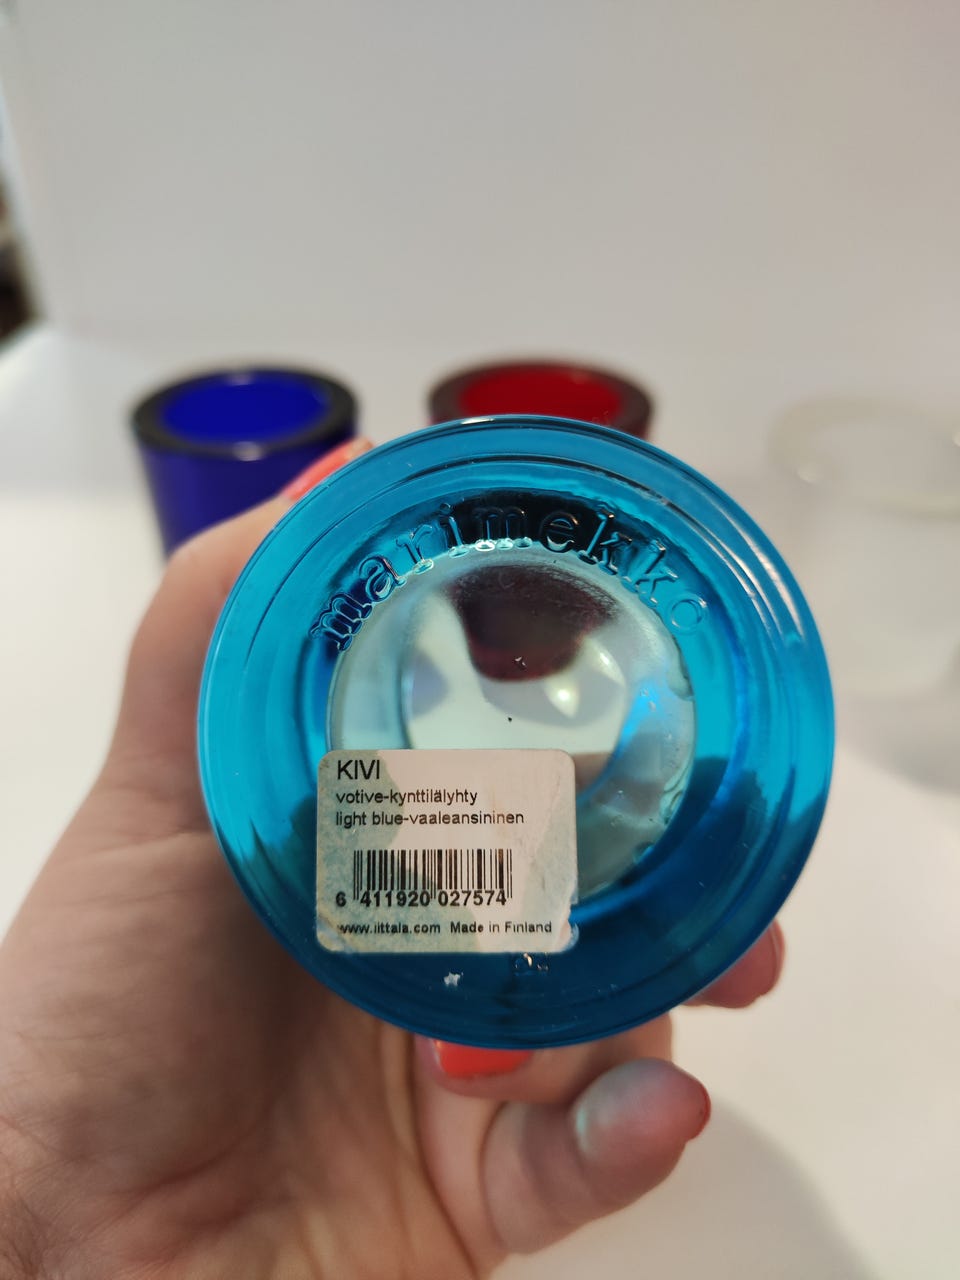 marimekko
KIVI
votive-kynttilälyhty
light blue-vaaleansininen
6 411920 027574
www.iittala.com Made in Finland